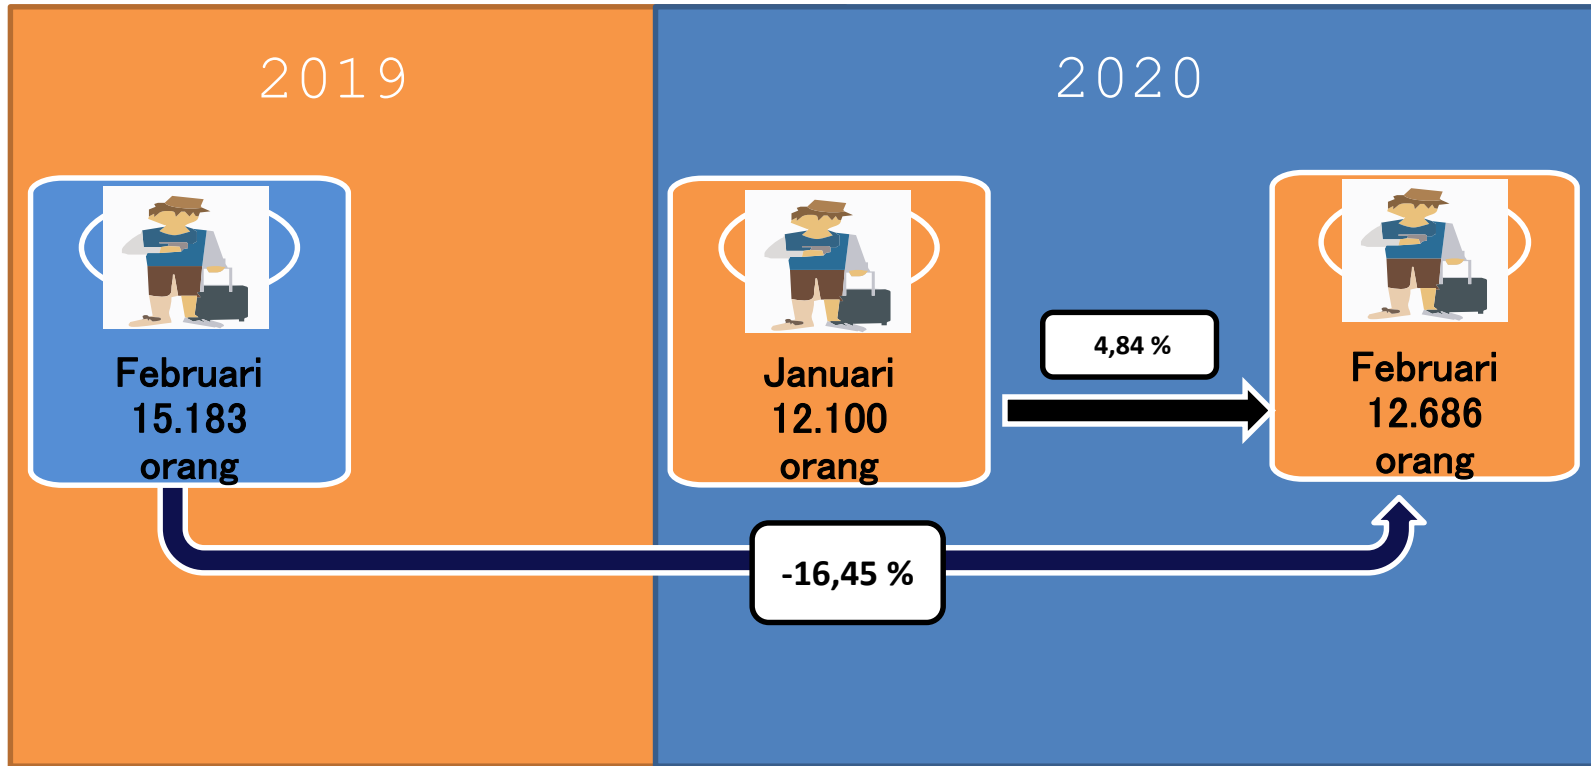 2019
2020
Februari
15.183
orang
Januari
12.100
orang
4,84 %
Februari
12.686
orang
-16,45 %